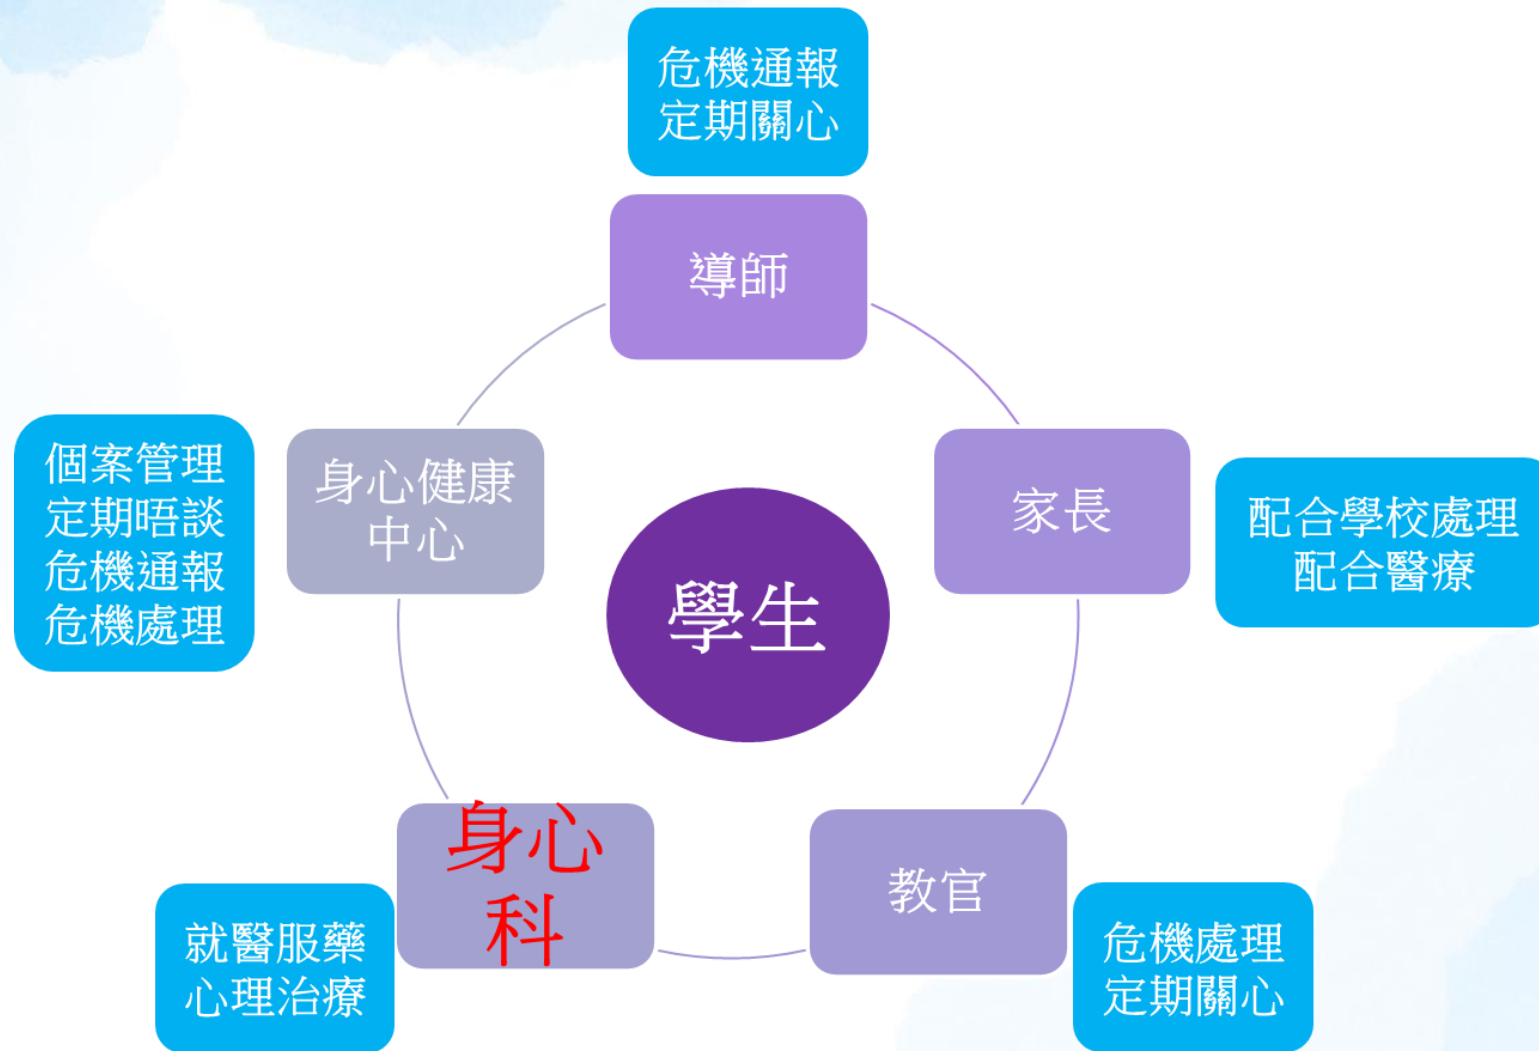 危機通報
定期關心
導師
個案管理
定期晤談
危機通報
危機處理
身心健康
中心
學生
家長
配合學校處理
配合醫療
身心
科
就醫服藥
心理治療
教官
危機處理
定期關心